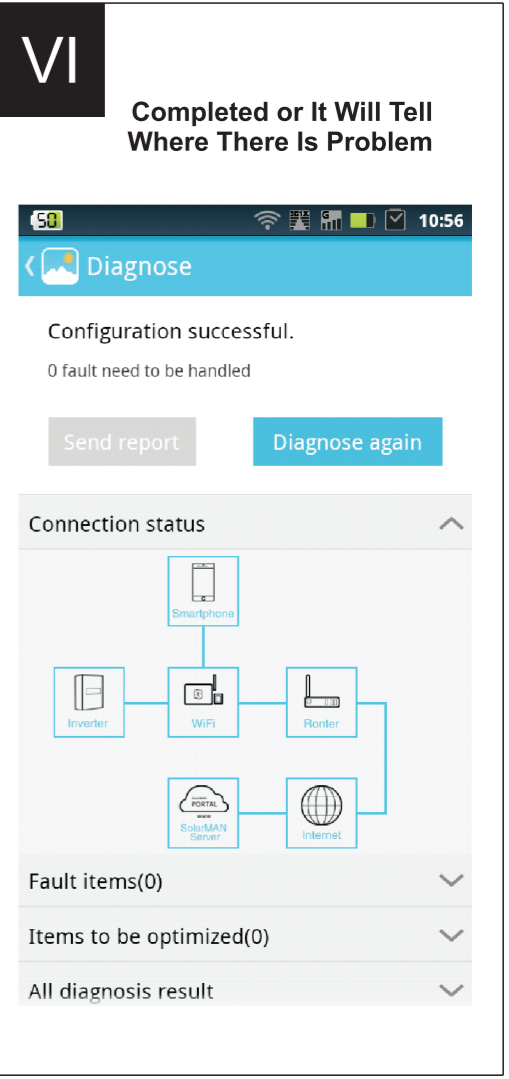 VI
Completed or It Will Tell
Where There Is Problem
50
10:56
Diagnose
Configuration successful.
0 fault need to be handled
Send report
Diagnose again
Connection status
Smartphone
Inverter
WiFi
Ronter
PORTAL
www
SolarMAN
Server
Internet
Fault items(0)
Items to be optimized(0)
All diagnosis result